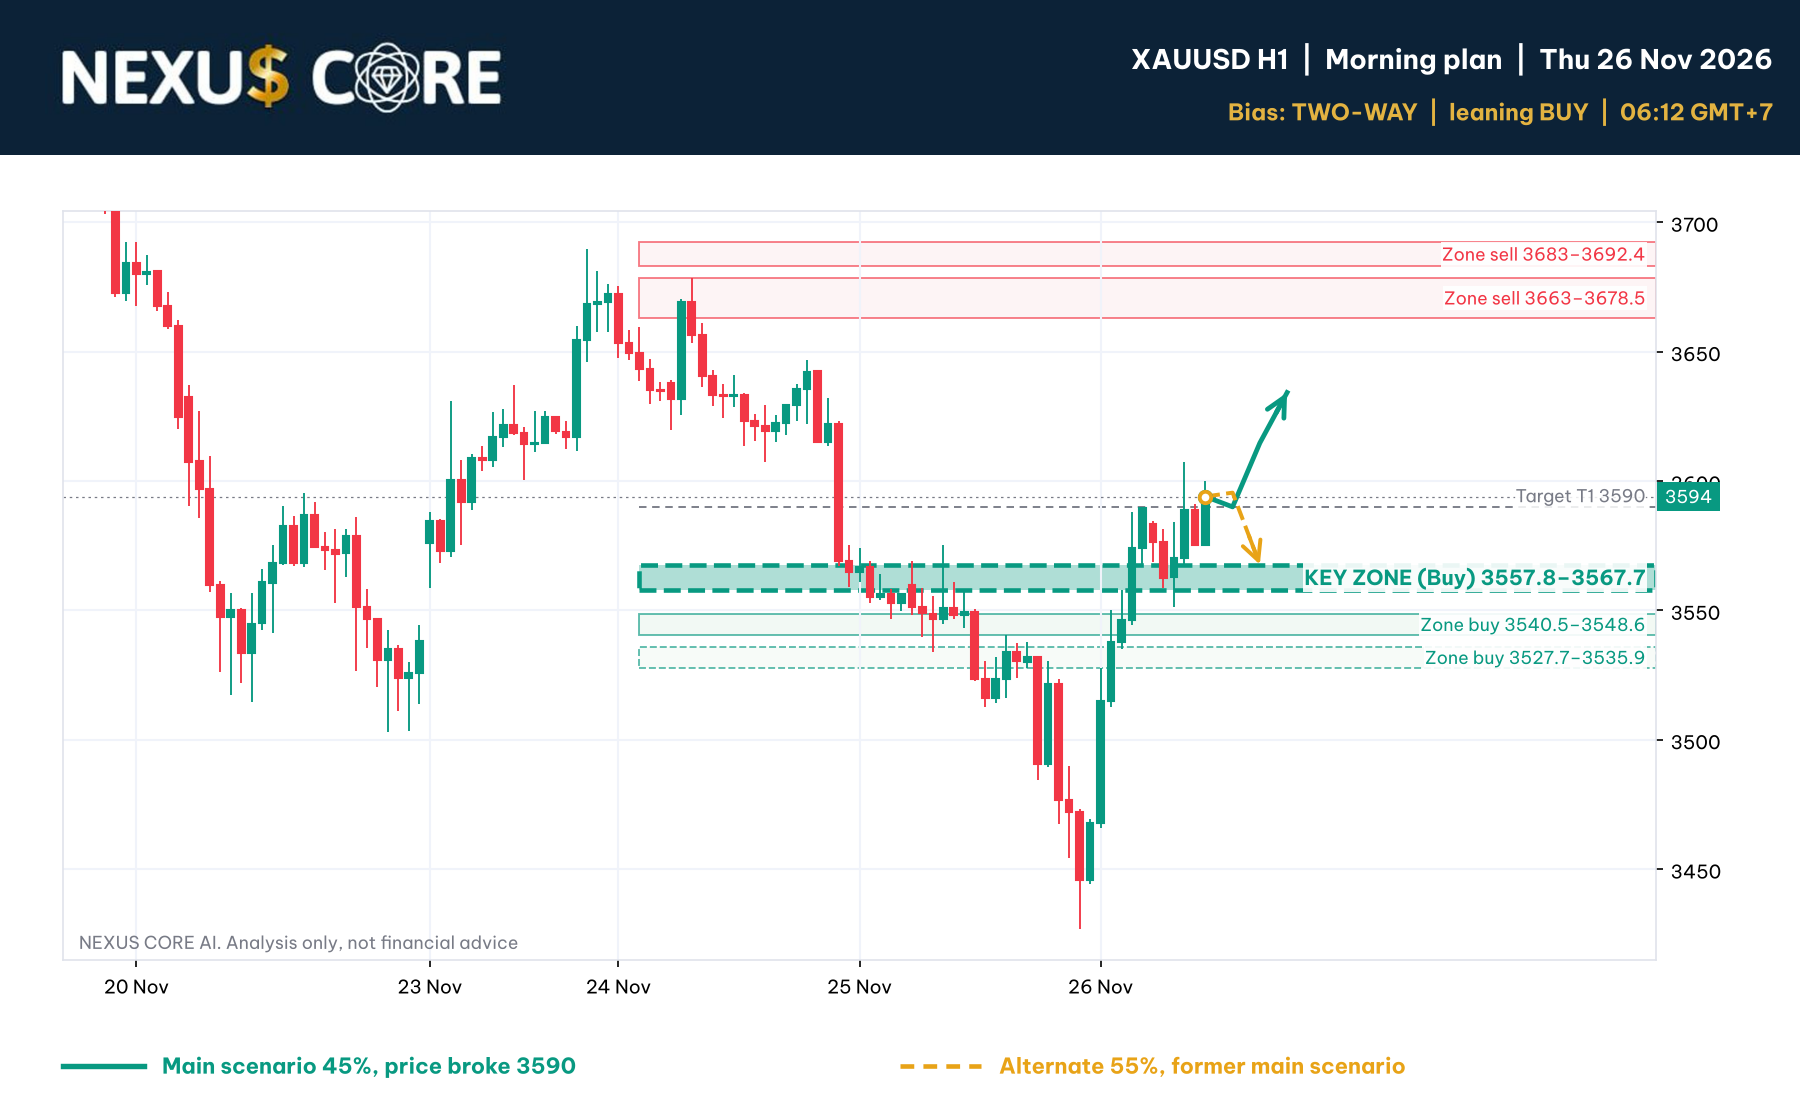 NEXU$ CORE
XAUUSD H1 | Morning plan | Thu 26 Nov 2026
Bias: TWO-WAY | leaning BUY | 06:12 GMT+7
3700
Zone sell 3683–3692.4
Zone sell 3663–3678.5
3650
3600
Target T1 3590
3594
KEY ZONE (Buy) 3557.8–3567.7
3550
Zone buy 3540.5–3548.6
Zone buy 3527.7–3535.9
3500
3450
NEXUS CORE AI. Analysis only, not financial advice
20 Nov
23 Nov
24 Nov
25 Nov
26 Nov
Main scenario 45%, price broke 3590
Alternate 55%, former main scenario